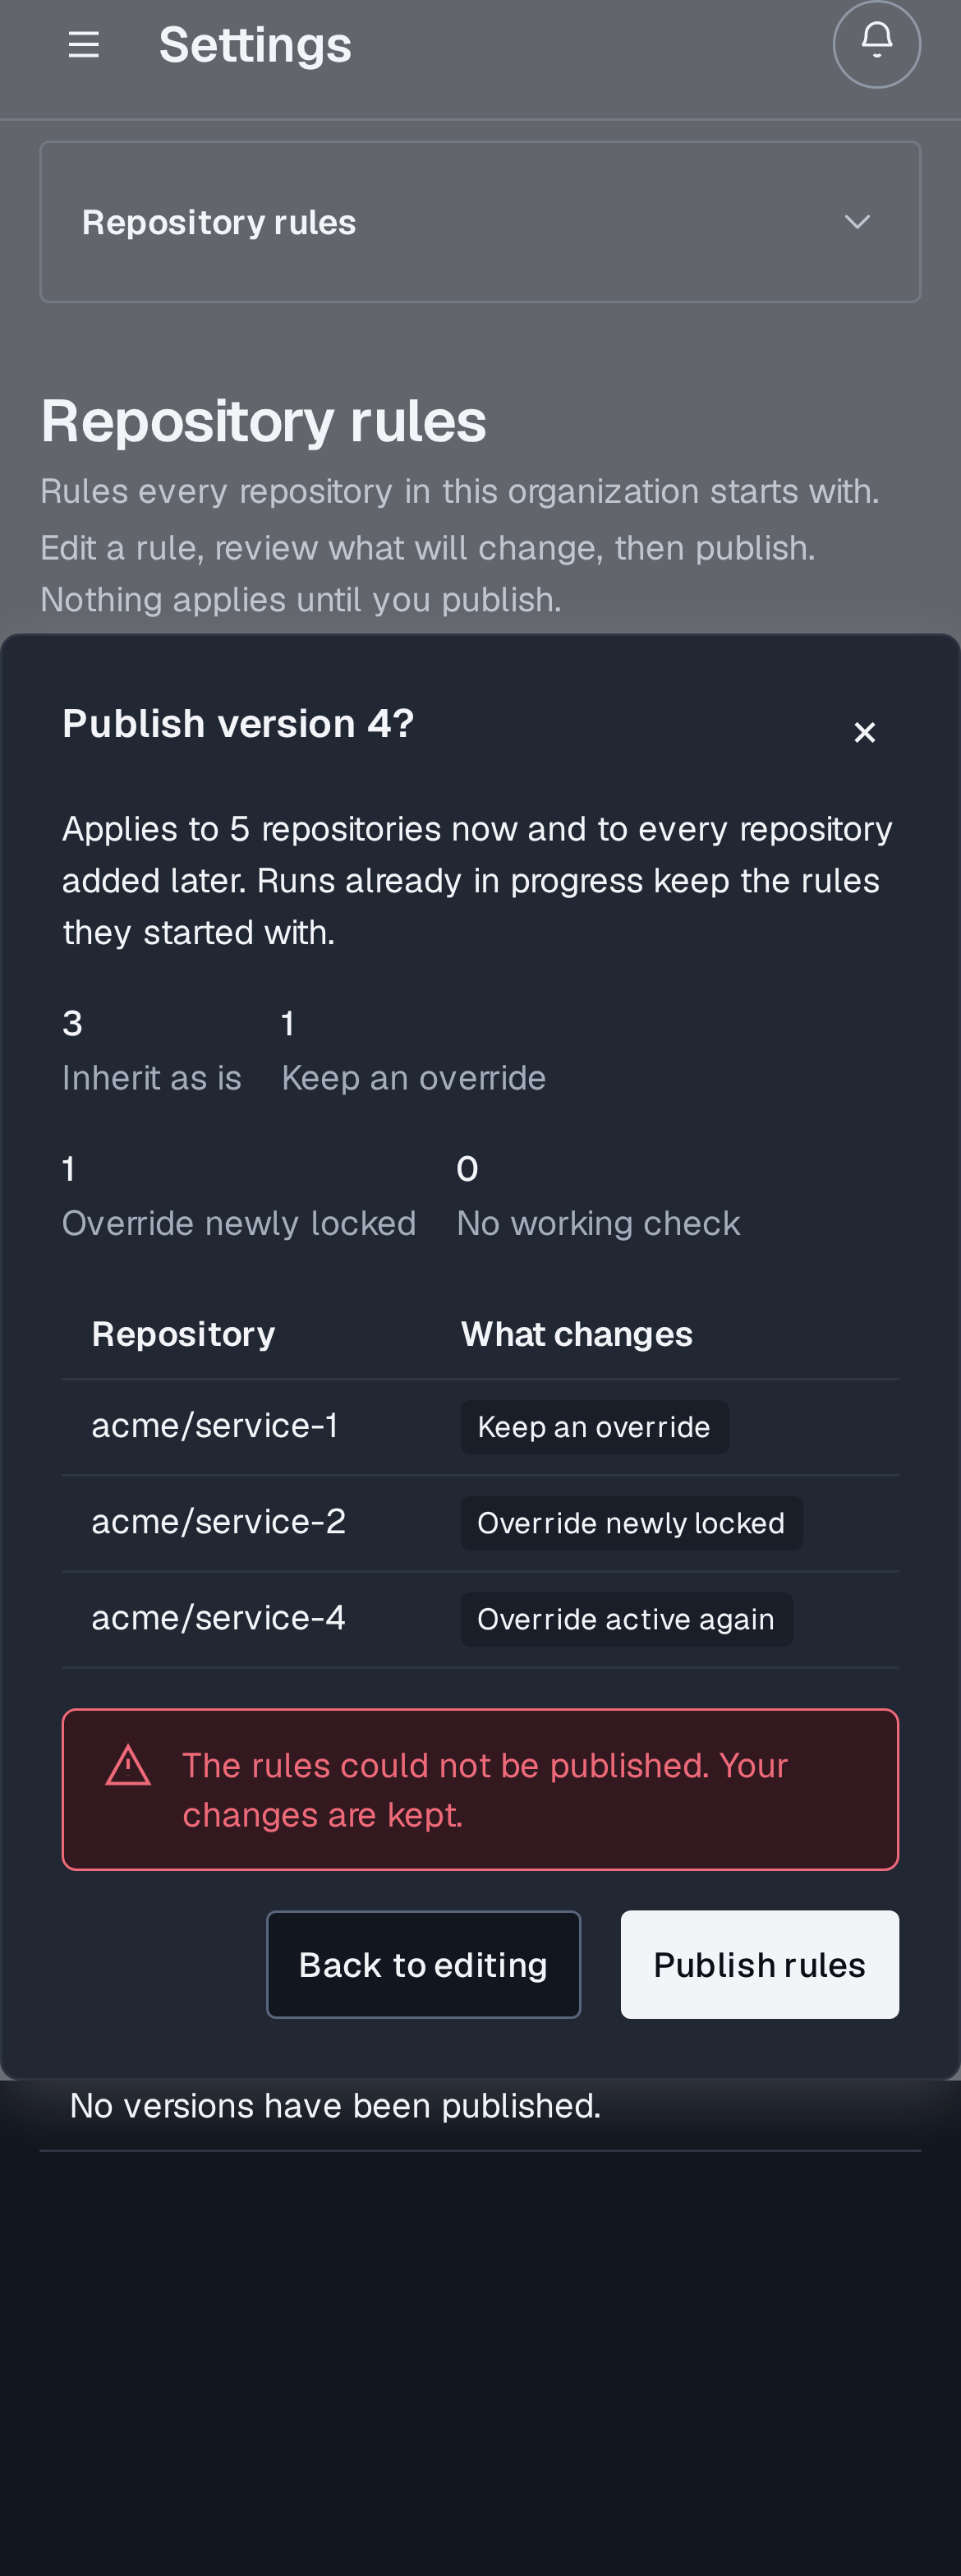 Settings
Repository rules
Repository rules
Rules every repository in this organization starts with.
Edit a rule, review what will change, then publish.
Nothing applies until you publish.
Publish version 4?
Applies to 5 repositories now and to every repository
added later. Runs already in progress keep the rules
they started with.
3 1
Inherit as is Keep an override
1 0
Override newly locked No working check
Repository What changes
acme/service-1 Keep an override
acme/service-2 Override newly locked
acme/service-4 Override active again
The rules could not be published. Your
changes are kept.
Back to editing Publish rules
No versions have been published.